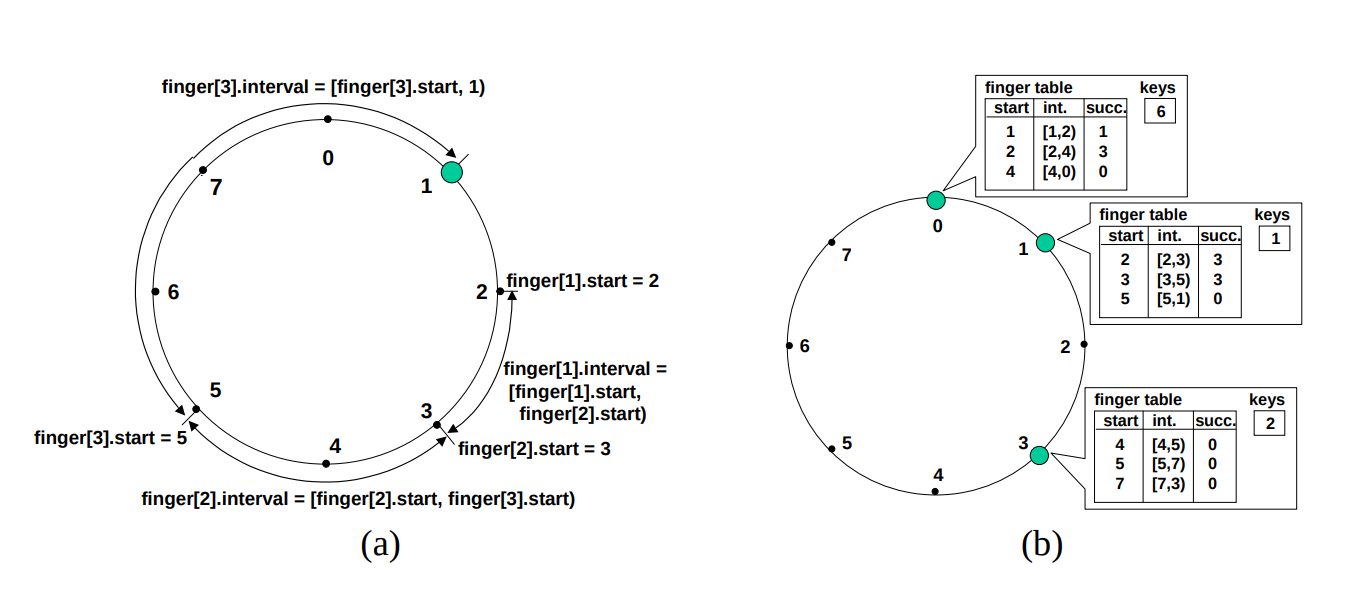 finger[3].interval = [finger[3].start, 1)
0
1
7
6
2
finger[1].start = 2
finger[1].interval =
[finger[1].start,
finger[2].start)
5
3
4
finger[3].start = 5
finger[2].start = 3
finger[2].interval = [finger[2].start, finger[3].start)
(a)
finger table keys
start int. succ. 6
1 [1,2) 1
2 [2,4) 3
4 [4,0) 0
finger table keys
start int. succ. 1
2 [2,3) 3
3 [3,5) 3
5 [5,1) 0
0
1
7
6
2
5
3
4
finger table keys
start int. succ. 2
4 [4,5) 0
5 [5,7) 0
7 [7,3) 0
(b)